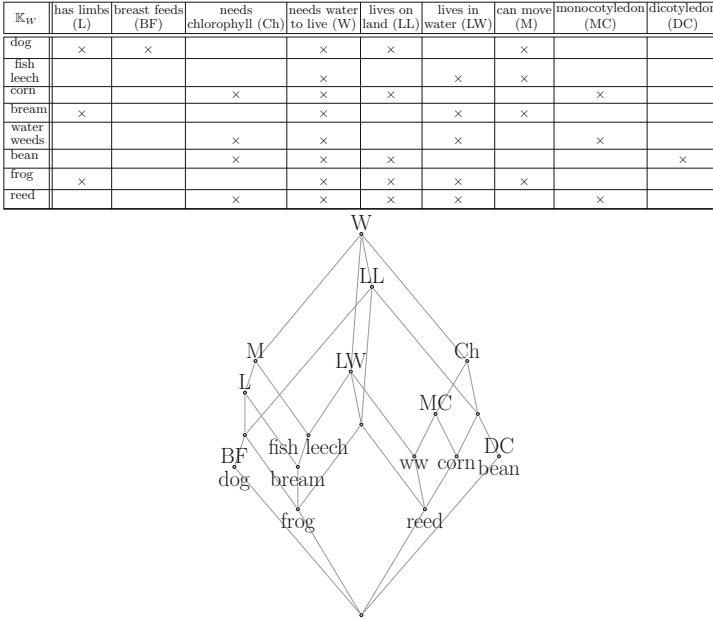 𝕂_W has limbs (L) breast feeds (BF) needs chlorophyll (Ch) needs water to live (W) lives on land (LL) lives in water (LW) can move (M) monocotyledon (MC) dicotyledon (DC)
dog × × × × ×
fish leech × × ×
corn × × × ×
bream × × × ×
water weeds × × × ×
bean × × × ×
frog × × × × ×
reed × × × × ×
W
LL
M
LW
Ch
L
MC
BF
fish leech
DC
dog
bream
ww
corn
bean
frog
reed